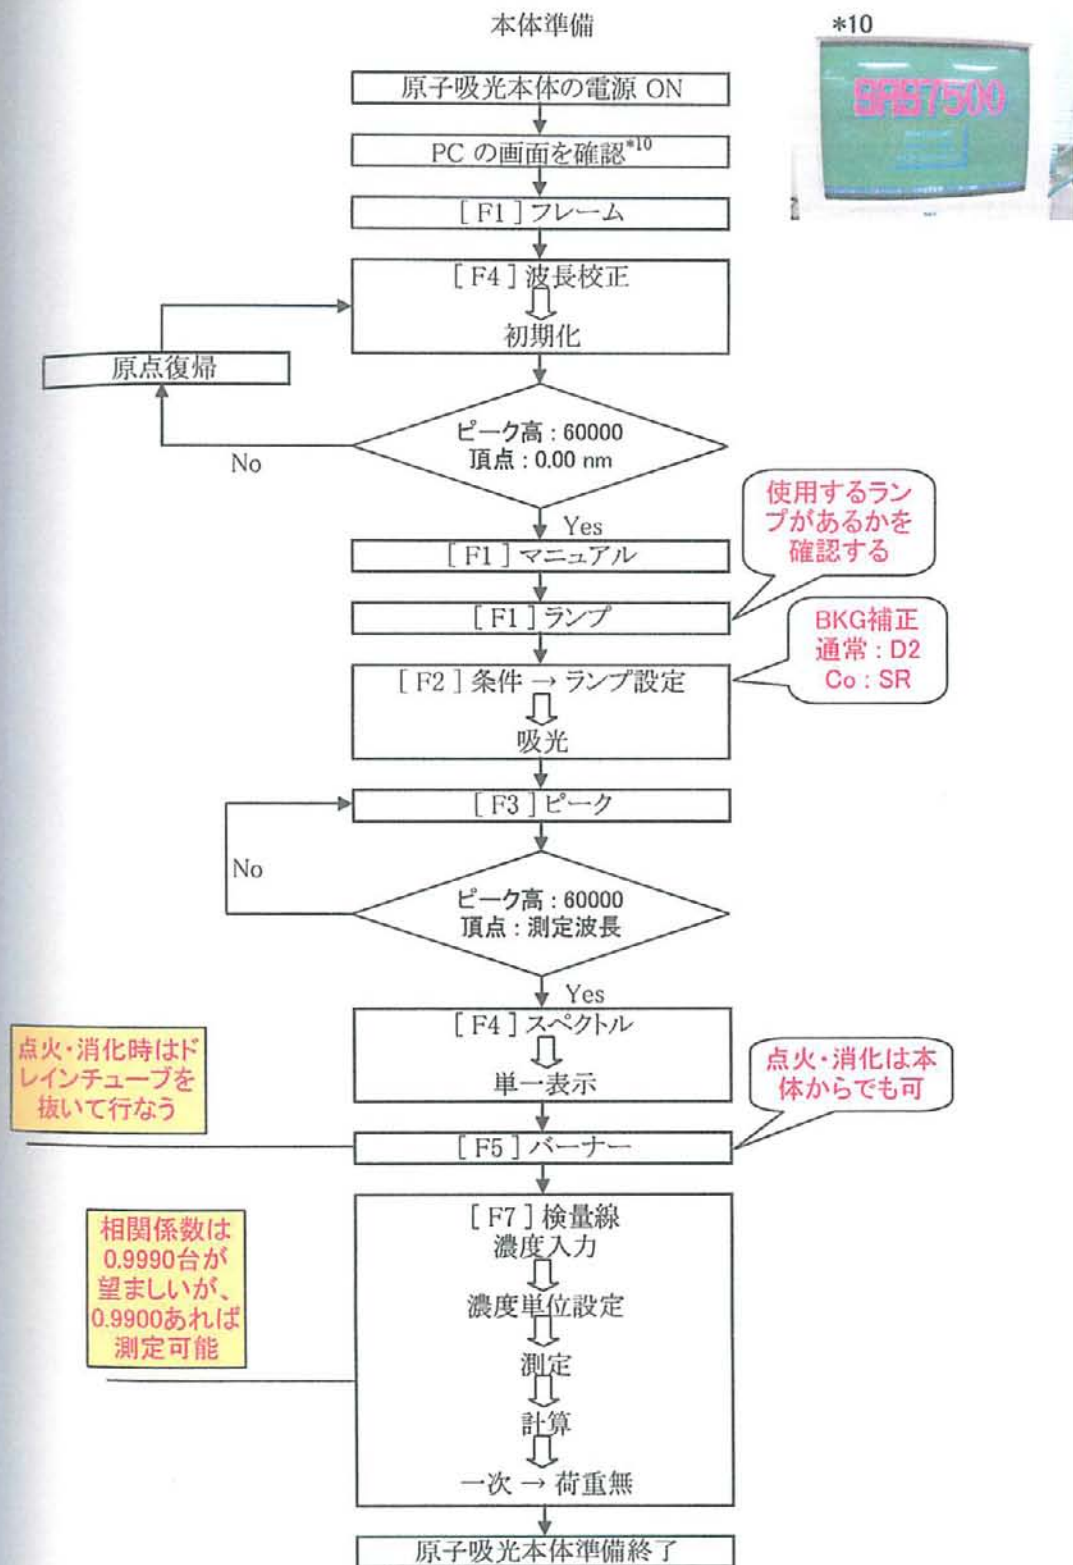 本体準備
*10
SAS7500
原子吸光本体の電源 ON
PC の画面を確認*10
[ F1 ] フレーム
[ F4 ] 波長校正
初期化
原点復帰
ピーク高 : 60000
頂点 : 0.00 nm
No
Yes
使用するラン
プがあるかを
確認する
[ F1 ] マニュアル
[ F1 ] ランプ
BKG補正
通常 : D2
Co : SR
[ F2 ] 条件 → ランプ設定
吸光
[ F3 ] ピーク
No
ピーク高 : 60000
頂点 : 測定波長
Yes
[ F4 ] スペクトル
単一表示
点火・消化時はド
レインチューブを
抜いて行なう
点火・消化は本
体からでも可
[ F5 ] バーナー
相関係数は
0.9990台が
望ましいが、
0.9900あれば
測定可能
[ F7 ] 検量線
濃度入力
濃度単位設定
測定
計算
一次 → 荷重無
原子吸光本体準備終了